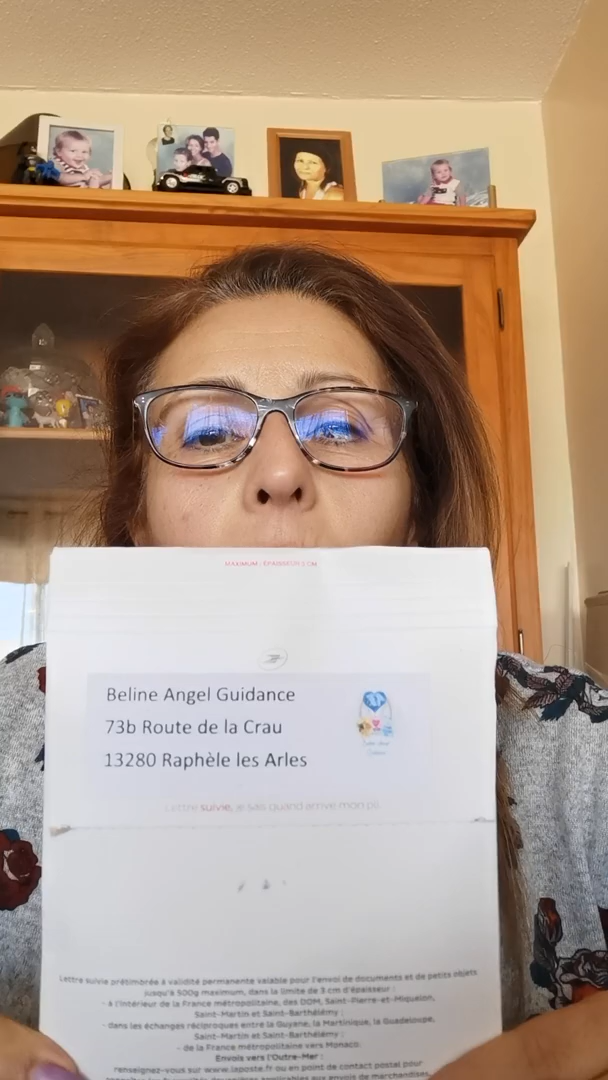 MAXIMUM : ÉPAISSEUR 3 CM
Beline Angel Guidance
73b Route de la Crau
13280 Raphèle les Arles
Lettre suivie, je sais quand arrive mon pli.
Lettre suivie prétimbrée à validité permanente valable pour l'envoi de documents et de petits objets
jusqu'à 500g maximum, dans la limite de 3 cm d'épaisseur :
- à l'intérieur de la France métropolitaine, des DOM, Saint-Pierre-et-Miquelon,
Saint-Martin et Saint-Barthélémy ;
- dans les échanges réciproques entre la Guyane, la Martinique, la Guadeloupe,
Saint-Martin et Saint-Barthélémy ;
- de la France métropolitaine vers Monaco.
Envois vers l'Outre-Mer :
renseignez-vous sur www.laposte.fr ou en point de contact postal pour